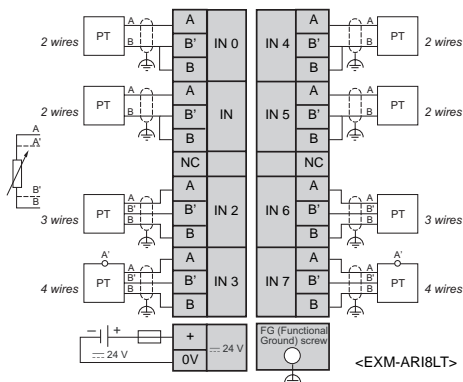 A A IN 0 IN 4 A A
2 wires PT B B' B' B PT 2 wires
B B
A A A A
2 wires PT B B' IN IN 5 B' B PT 2 wires
B B
A
A'
NC NC
B'
B
A A A A
3 wires PT B' B' IN 2 IN 6 B' B' PT 3 wires
B B B B
A' A'
A A A A
4 wires PT B' B' IN 3 IN 7 B' B' PT 4 wires
B B B B
– + + 24 V
24 V 0V
FG (Functional
Ground) screw
<EXM-ARI8LT>